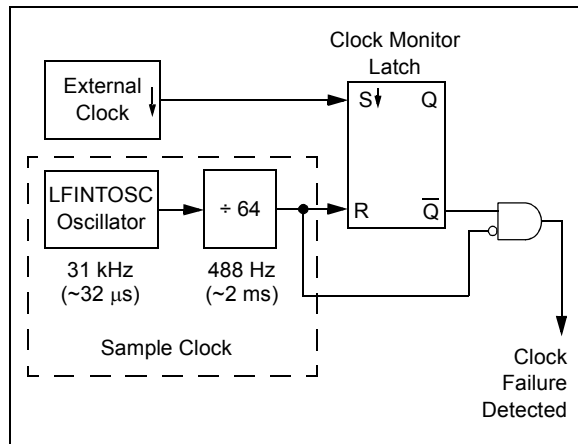 Clock Monitor
Latch
External
Clock
S
Q
LFINTOSC
Oscillator
÷ 64
R
Q̅
31 kHz
(~32 μs)
488 Hz
(~2 ms)
Sample Clock
Clock
Failure
Detected